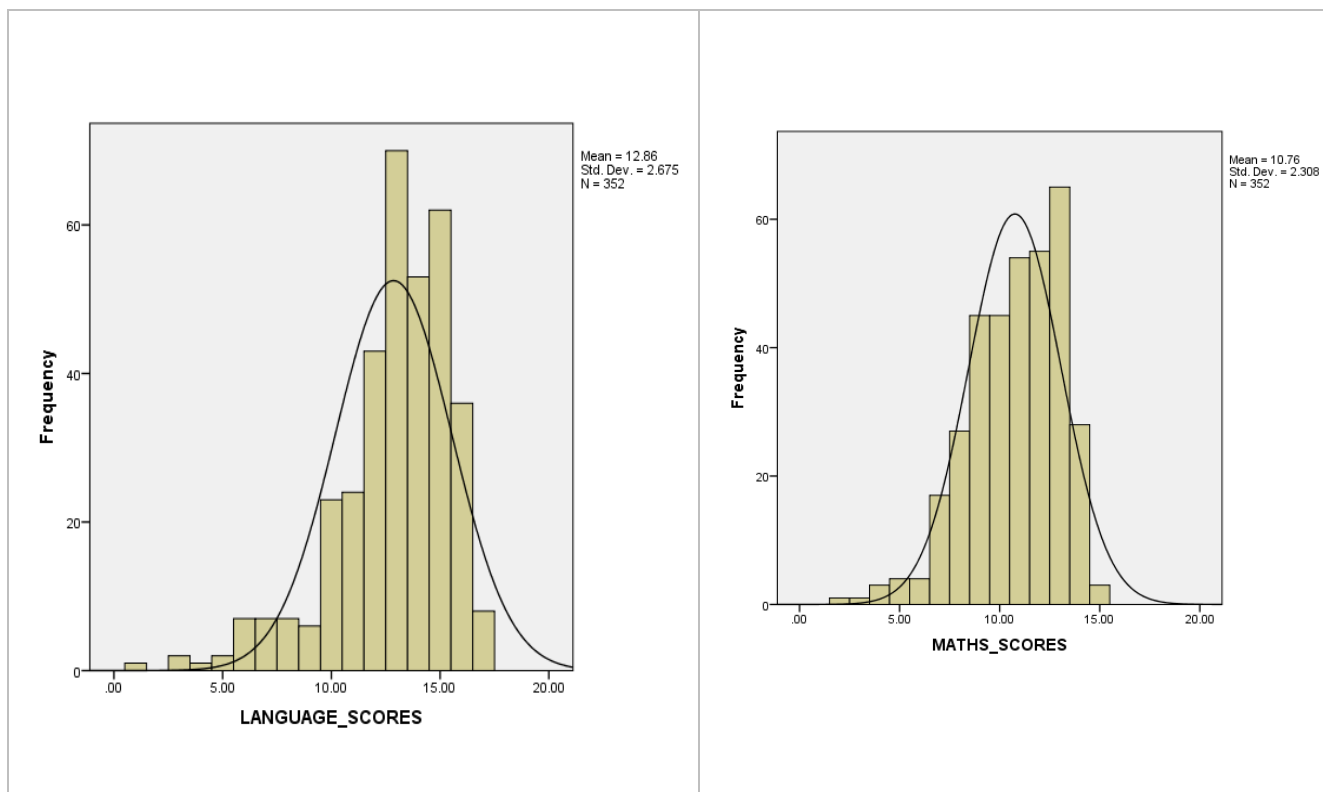 Mean = 12.86
Std. Dev. = 2.675
N = 352
Frequency
60
40
20
0
.00 5.00 10.00 15.00 20.00
LANGUAGE_SCORES
Mean = 10.76
Std. Dev. = 2.308
N = 352
Frequency
60
40
20
0
.00 5.00 10.00 15.00 20.00
MATHS_SCORES